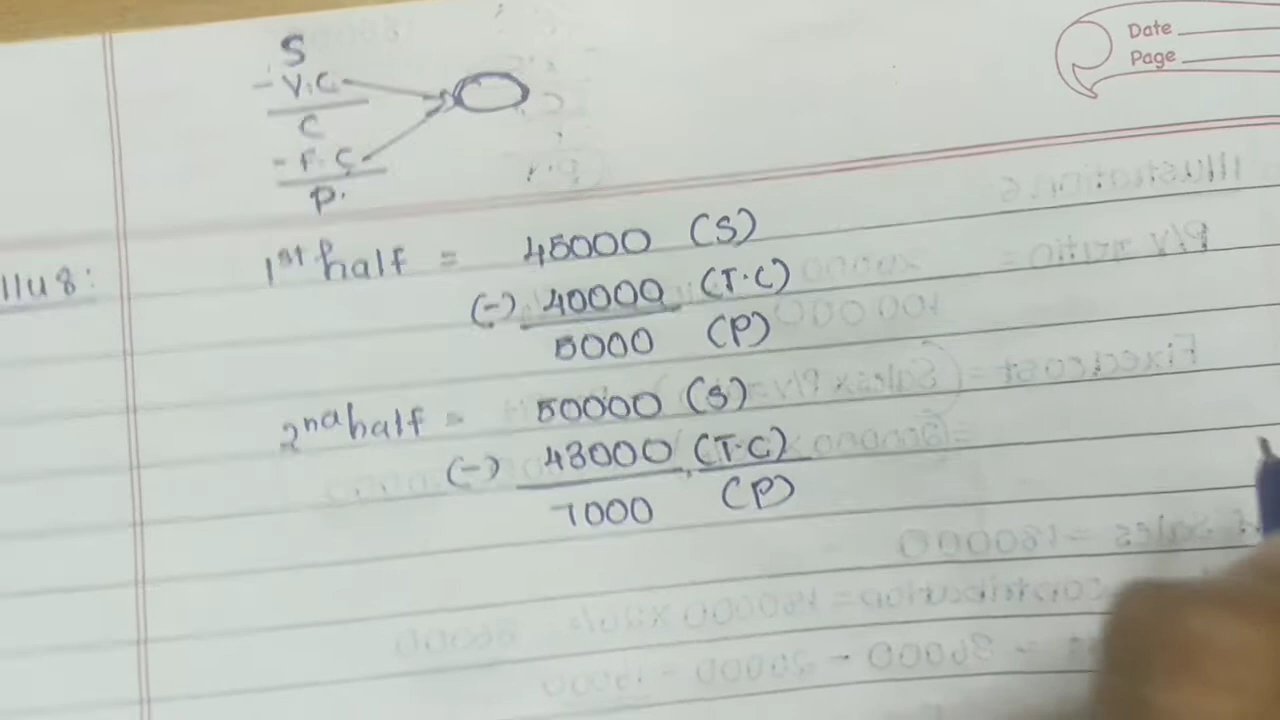 Date
Page
S
- V.C
C
- F.C
P.
Illu 8:
1st half = 45000 (S)
(-) 40000 (T.C)
5000 (P)
2nd half = 50000 (S)
(-) 43000 (T.C)
7000 (P)